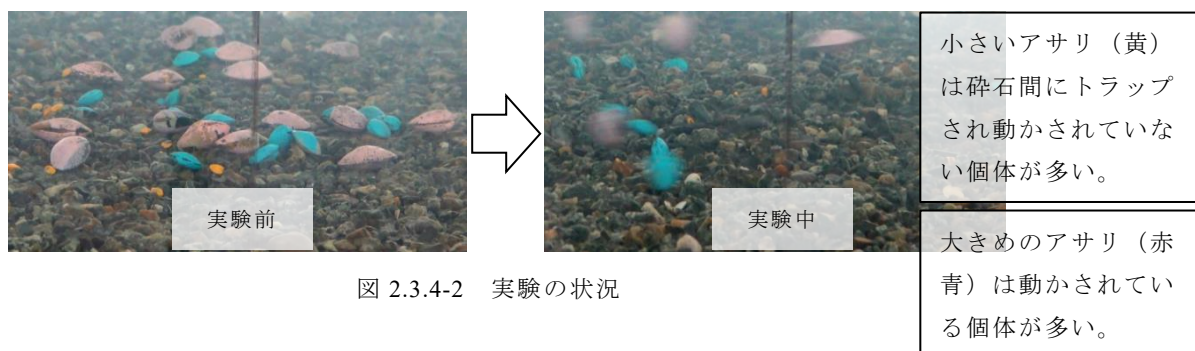 実験前
実験中
小さいアサリ（黄）
は砕石間にトラップ
され動かされていな
い個体が多い。
大きめのアサリ（赤
青）は動かされてい
る個体が多い。
図 2.3.4-2　実験の状況